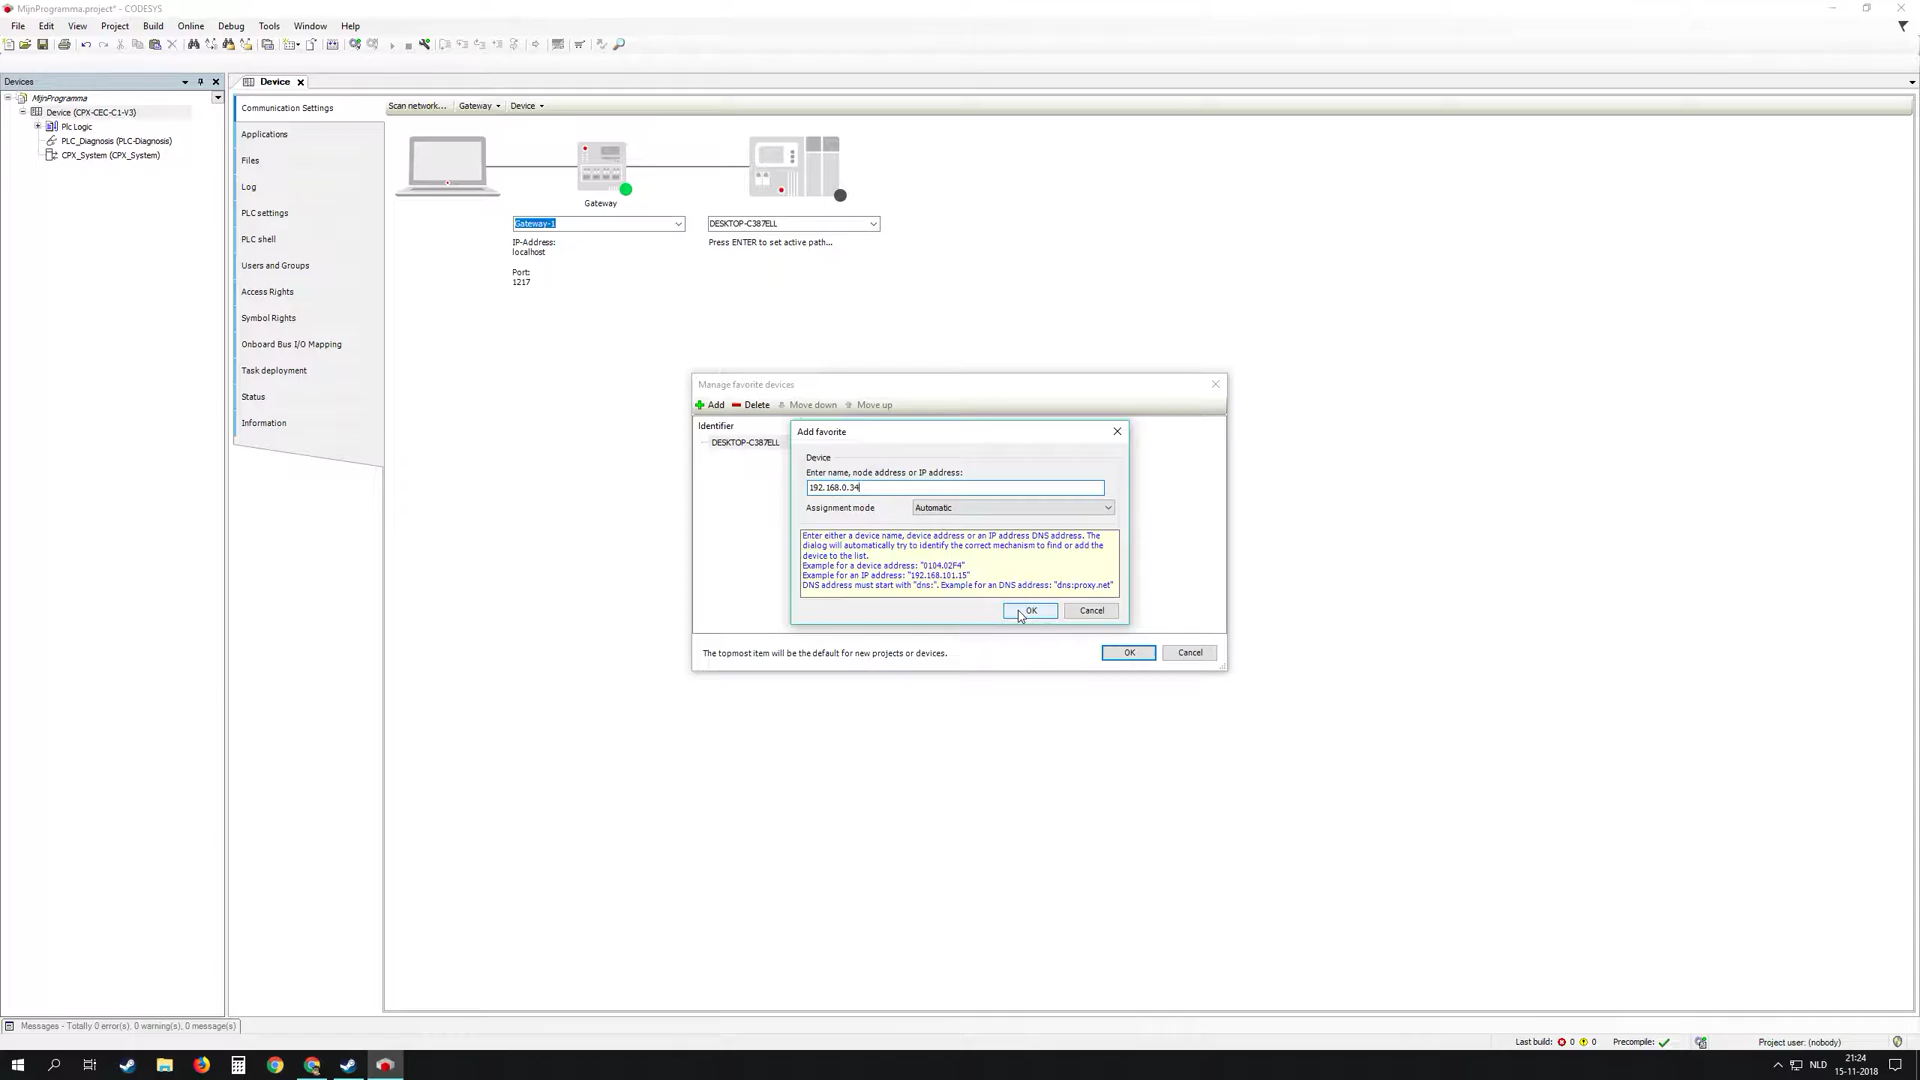 MijnProgramma.project* - CODESYS
File Edit View Project Build Online Debug Tools Window Help
Devices
Device
MijnProgramma
Device (CPX-CEC-C1-V3)
Plc Logic
PLC_Diagnosis (PLC-Diagnosis)
CPX_System (CPX_System)
Communication Settings
Applications
Files
Log
PLC settings
PLC shell
Users and Groups
Access Rights
Symbol Rights
Onboard Bus I/O Mapping
Task deployment
Status
Information
Scan network... Gateway Device
Gateway
Gateway-1
IP-Address:
localhost
Port:
1217
DESKTOP-C387ELL
Press ENTER to set active path...
Manage favorite devices
Add Delete Move down Move up
Identifier
DESKTOP-C387ELL
Add favorite
Device
Enter name, node address or IP address:
192.168.0.34
Assignment mode Automatic
Enter either a device name, device address or an IP address DNS address. The
dialog will automatically try to identify the correct mechanism to find or add the
device to the list.
Example for a device address: "0104.02F4"
Example for an IP address: "192.168.101.15"
DNS address must start with "dns:". Example for an DNS address: "dns:proxy.net"
OK Cancel
The topmost item will be the default for new projects or devices.
OK Cancel
Messages - Totally 0 error(s), 0 warning(s), 0 message(s)
Last build: 0 0 Precompile: Project user: (nobody)
NLD
21:24
15-11-2018